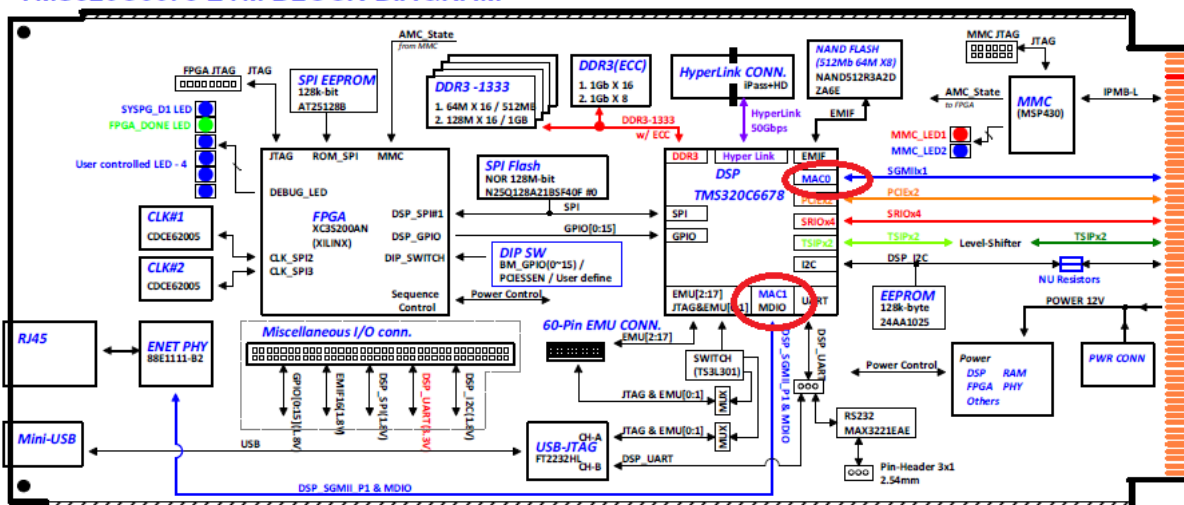 AMC_State
from MMC
MMC JTAG
JTAG
FPGA JTAG
JTAG
SPI EEPROM
128k-bit
AT25128B
DDR3 -1333
1. 64M X 16 / 512MB
2. 128M X 16 / 1GB
DDR3(ECC)
1. 1Gb X 16
2. 1Gb X 8
HyperLink CONN.
iPass+HD
NAND FLASH
(512Mb 64M X8)
NAND512R3A2D
ZA6E
MMC
(MSP430)
IPMB-L
AMC_State
to FPGA
SYSPG_D1 LED
FPGA_DONE LED
User controlled LED - 4
DDR3-1333
w/ ECC
HyperLink
50Gbps
EMIF
MMC_LED1
MMC_LED2
JTAG
ROM_SPI
MMC
DEBUG_LED
FPGA
XC3S200AN
(XILINX)
DSP_SPI#1
DSP_GPIO
DIP_SWITCH
CLK_SPI2
CLK_SPI3
Sequence
Control
SPI Flash
NOR 128M-bit
N25Q128A21BSF40F #0
SPI
GPIO[0:15]
DIP SW
BM_GPIO(0~15) /
PCIESSEN / User define
Power Control
DDR3
Hyper Link
EMIF
DSP
TMS320C6678
MAC0
PCIEx2
SRIOx4
TSIPx2
I2C
SPI
GPIO
EMU[2:17]
JTAG&EMU[0:1]
MAC1
MDIO
UART
SGMIIx1
PCIEx2
SRIOx4
TSIPx2
Level-Shifter
TSIPx2
DSP_I2C
NU Resistors
CLK#1
CDCE62005
CLK#2
CDCE62005
EEPROM
128k-byte
24AA1025
POWER 12V
RJ45
ENET PHY
88E1111-B2
Miscellaneous I/O conn.
60-Pin EMU CONN.
EMU[2:17]
SWITCH
(TS3L301)
DSP_UART
DSP_SGMII_P1 & MDIO
Power Control
Power
DSP RAM
FPGA PHY
Others
PWR CONN
GPIO[0:15](1.8V)
EMIF16(1.8V)
DSP_SPI(1.8V)
DSP_UART(3.3V)
DSP_I2C(1.8V)
JTAG & EMU[0:1]
MUX
RS232
MAX3221EAE
Mini-USB
USB
USB-JTAG
FT2232HL
CH-A
CH-B
JTAG & EMU[0:1]
MUX
DSP_UART
Pin-Header 3x1
2.54mm
DSP_SGMII_P1 & MDIO